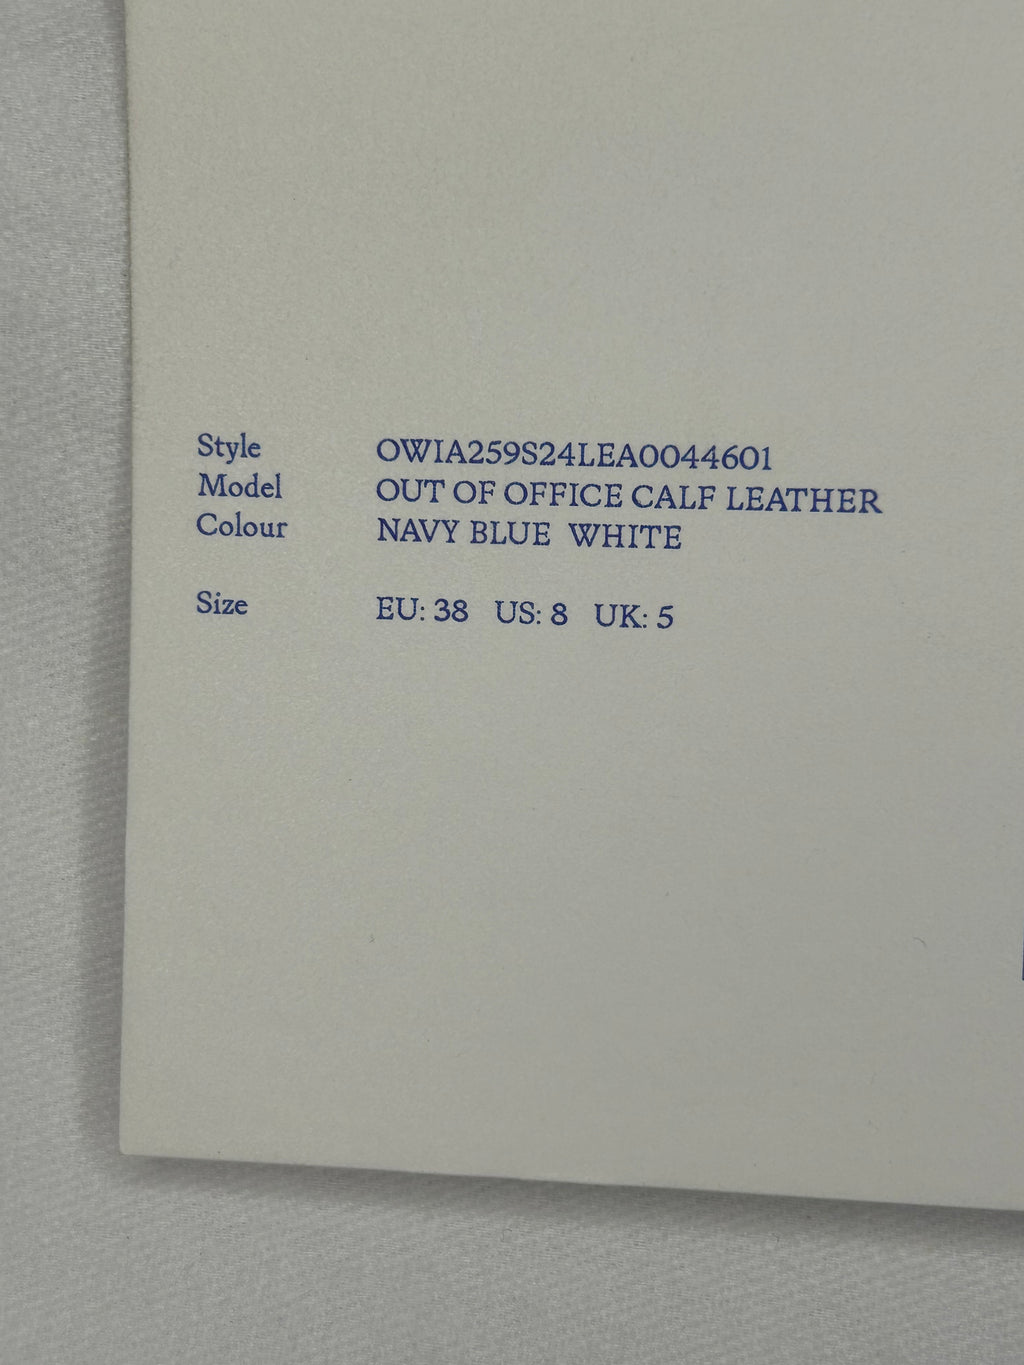 Style OWIA259S24LEA0044601
Model OUT OF OFFICE CALF LEATHER
Colour NAVY BLUE WHITE
Size EU: 38 US: 8 UK: 5